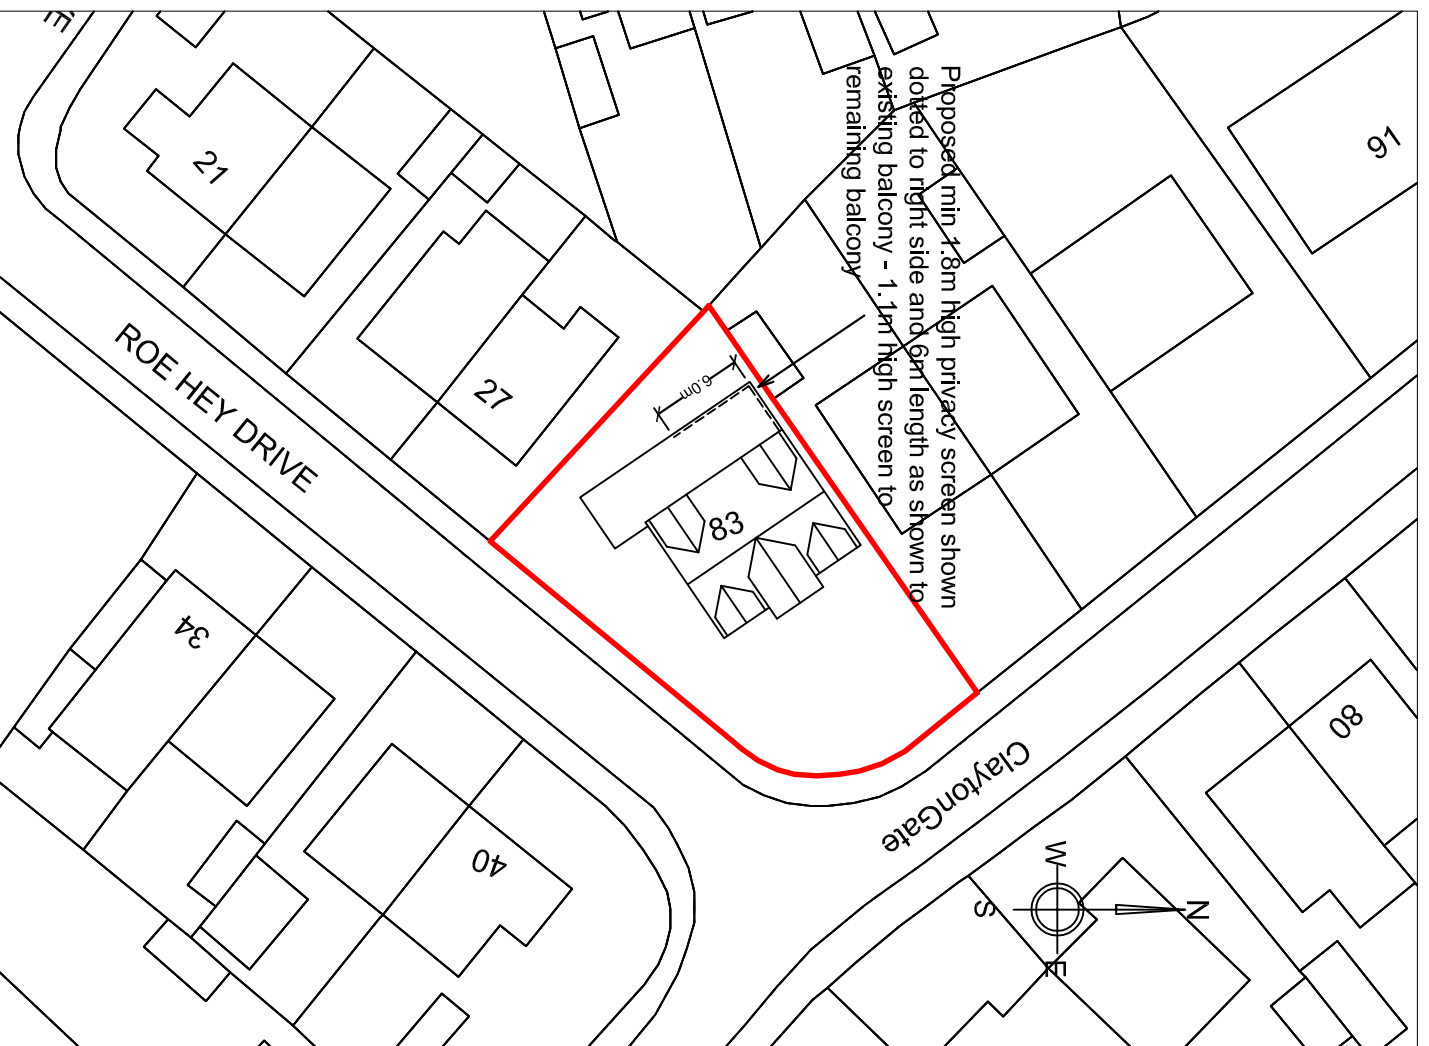 Proposed min 1.8m high privacy screen shown
dotted to right side and 6m length as shown to
existing balcony - 1.1m high screen to
remaining balcony
91
21
27
ROE HEY DRIVE
6.0m
83
34
40
80
ClaytonGate
W
S
N
E
E